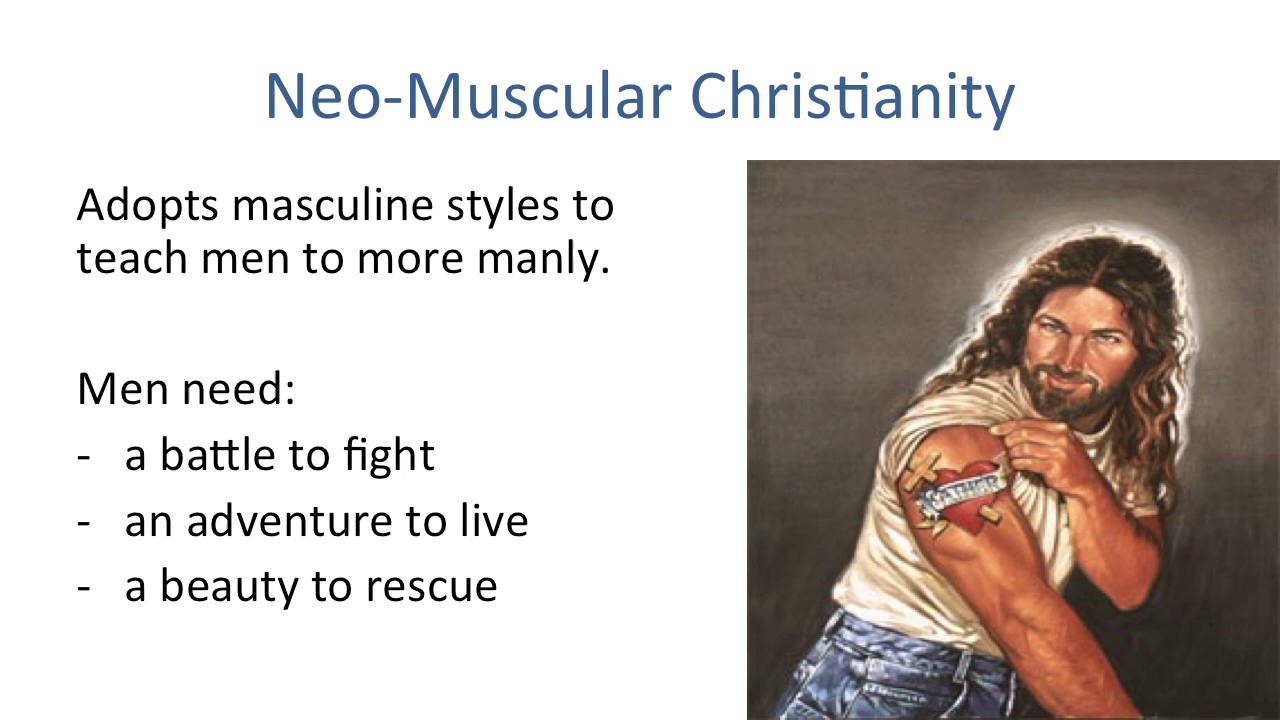 Neo-Muscular Christianity
Adopts masculine styles to
teach men to more manly.
Men need:
- a battle to fight
- an adventure to live
- a beauty to rescue